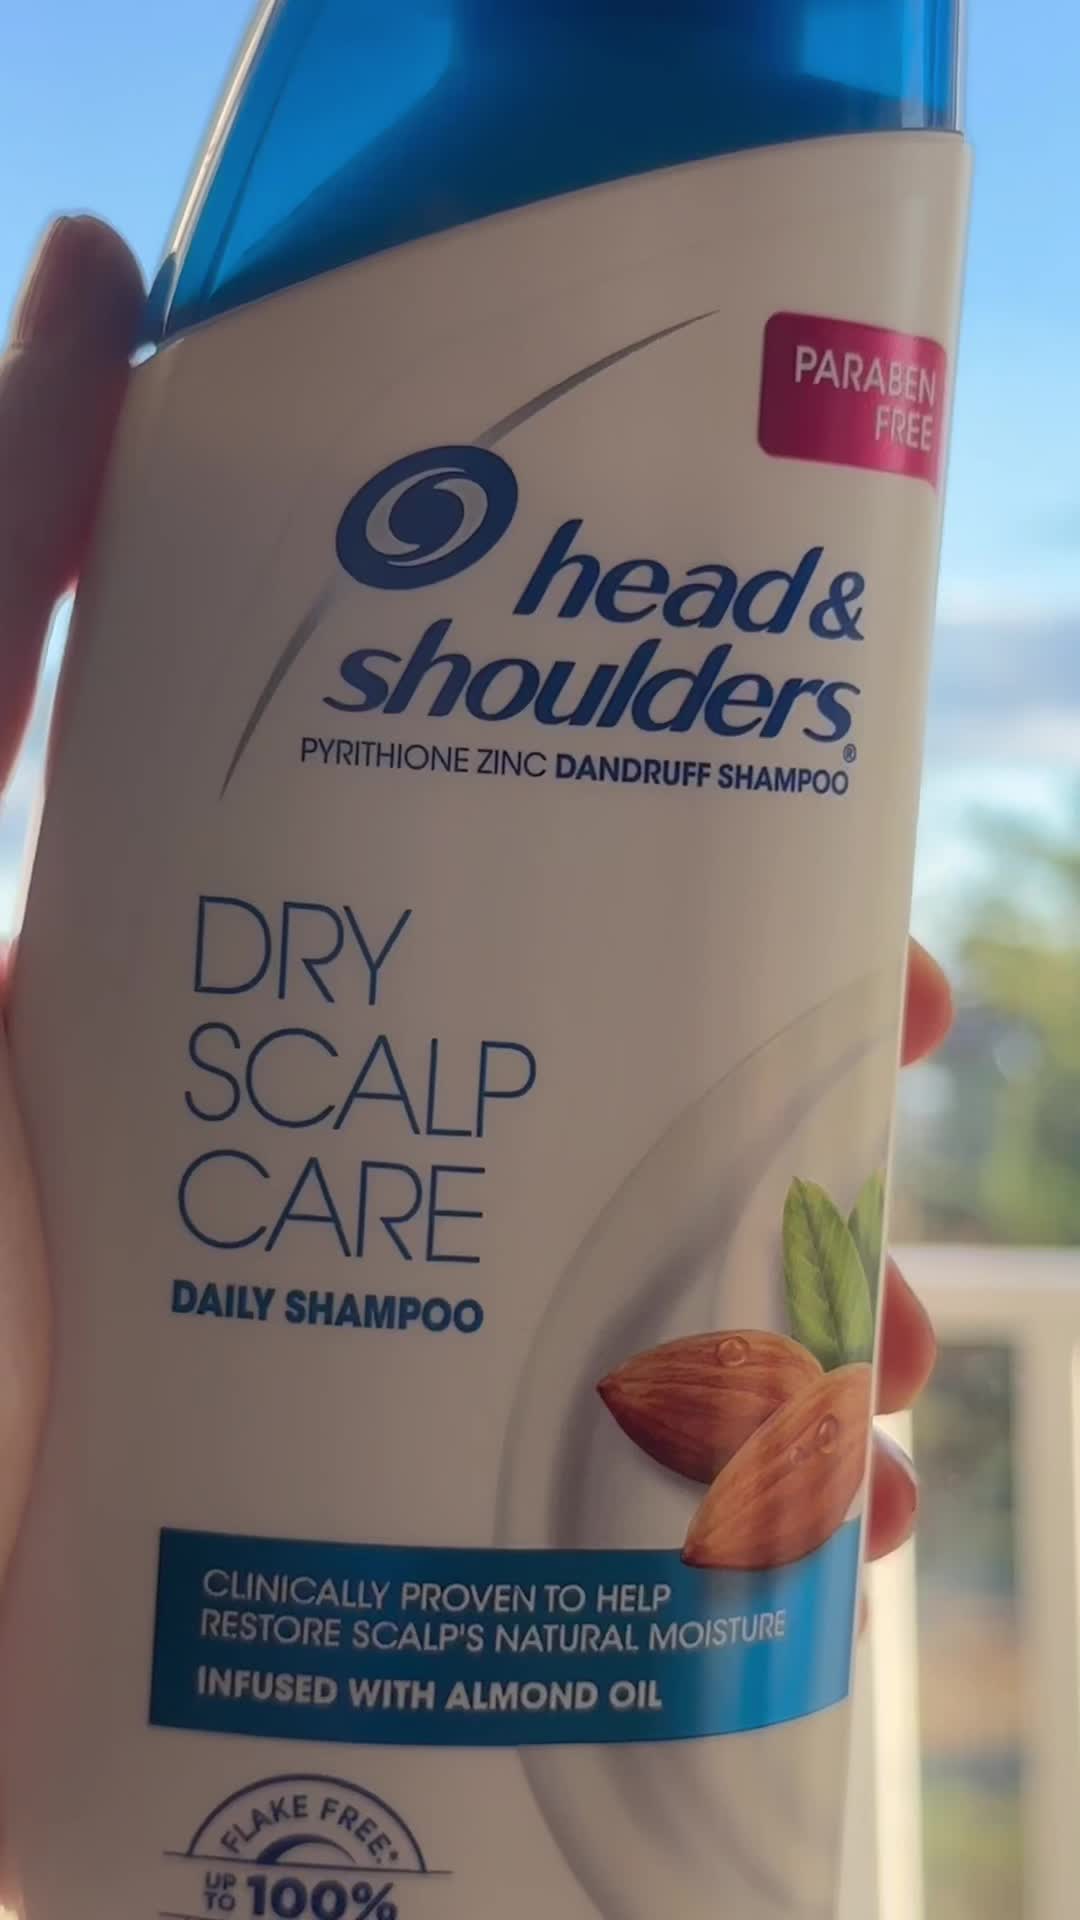 PARABEN
FREE
head &
shoulders®
PYRITHIONE ZINC DANDRUFF SHAMPOO
DRY
SCALP
CARE
DAILY SHAMPOO
CLINICALLY PROVEN TO HELP
RESTORE SCALP'S NATURAL MOISTURE
INFUSED WITH ALMOND OIL
FLAKE FREE*
UP TO 100%